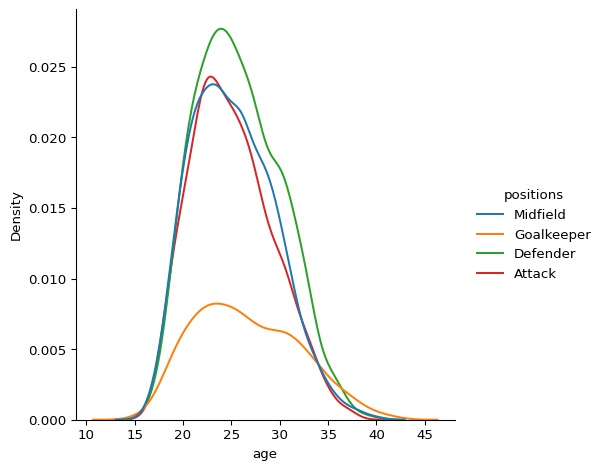 0.025
0.020
0.015
0.010
0.005
0.000
Density
10 15 20 25 30 35 40 45
age
positions
Midfield
Goalkeeper
Defender
Attack